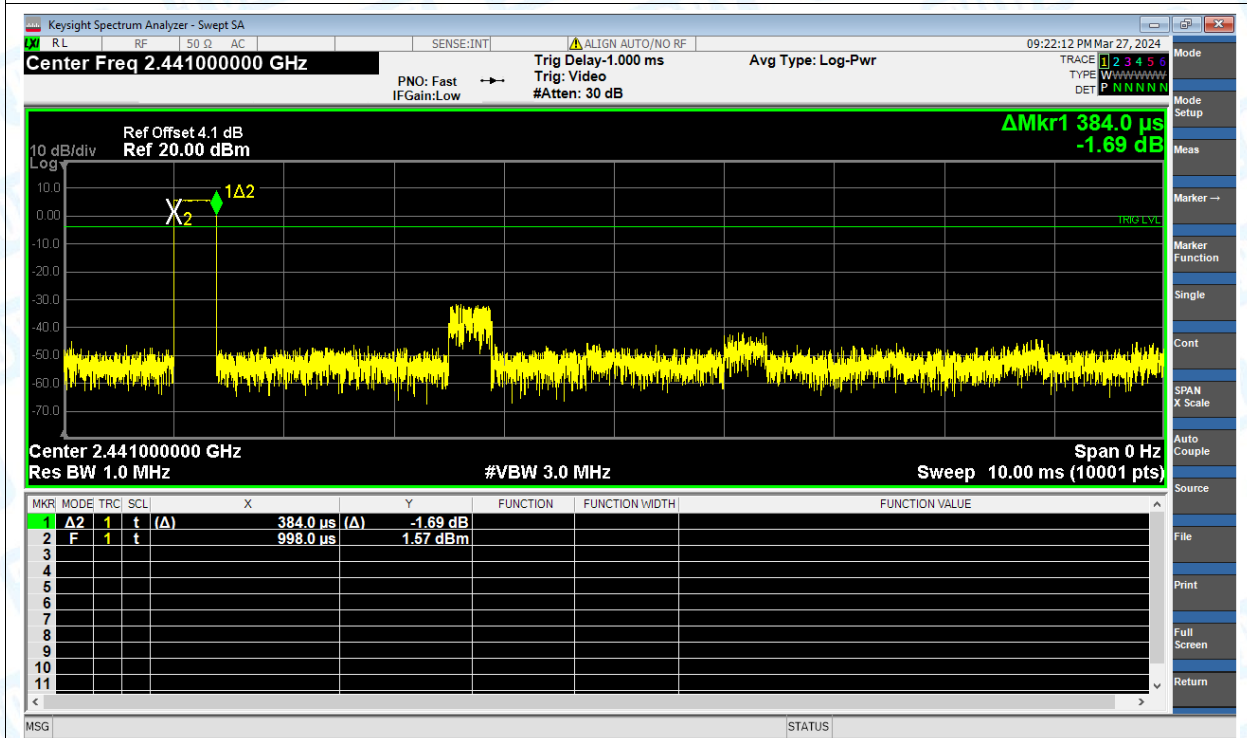 Keysight Spectrum Analyzer - Swept SA
LXI RL RF 50 Ω AC SENSE:INT ALIGN AUTO/NO RF 09:22:12 PM Mar 27, 2024
Center Freq 2.441000000 GHz
PNO: Fast
IFGain:Low
Trig Delay-1.000 ms
Trig: Video
#Atten: 30 dB
Avg Type: Log-Pwr
TRACE 1 2 3 4 5 6
TYPE WWWWWW
DET P N N N N N
ΔMkr1 384.0 µs
-1.69 dB
Ref Offset 4.1 dB
Ref 20.00 dBm
10 dB/div
Log
10.0
0.00
-10.0
-20.0
-30.0
-40.0
-50.0
-60.0
-70.0
1Δ2
X2
TRIG LVL
Center 2.441000000 GHz
Span 0 Hz
Res BW 1.0 MHz
#VBW 3.0 MHz
Sweep 10.00 ms (10001 pts)
MKR MODE TRC SCL X Y FUNCTION FUNCTION WIDTH FUNCTION VALUE
1 Δ2 1 t (Δ) 384.0 µs (Δ) -1.69 dB
2 F 1 t 998.0 µs 1.57 dBm
3
4
5
6
7
8
9
10
11
MSG
STATUS
Mode
Mode
Setup
Meas
Marker →
Marker
Function
Single
Cont
SPAN
X Scale
Auto
Couple
Source
File
Print
Full
Screen
Return